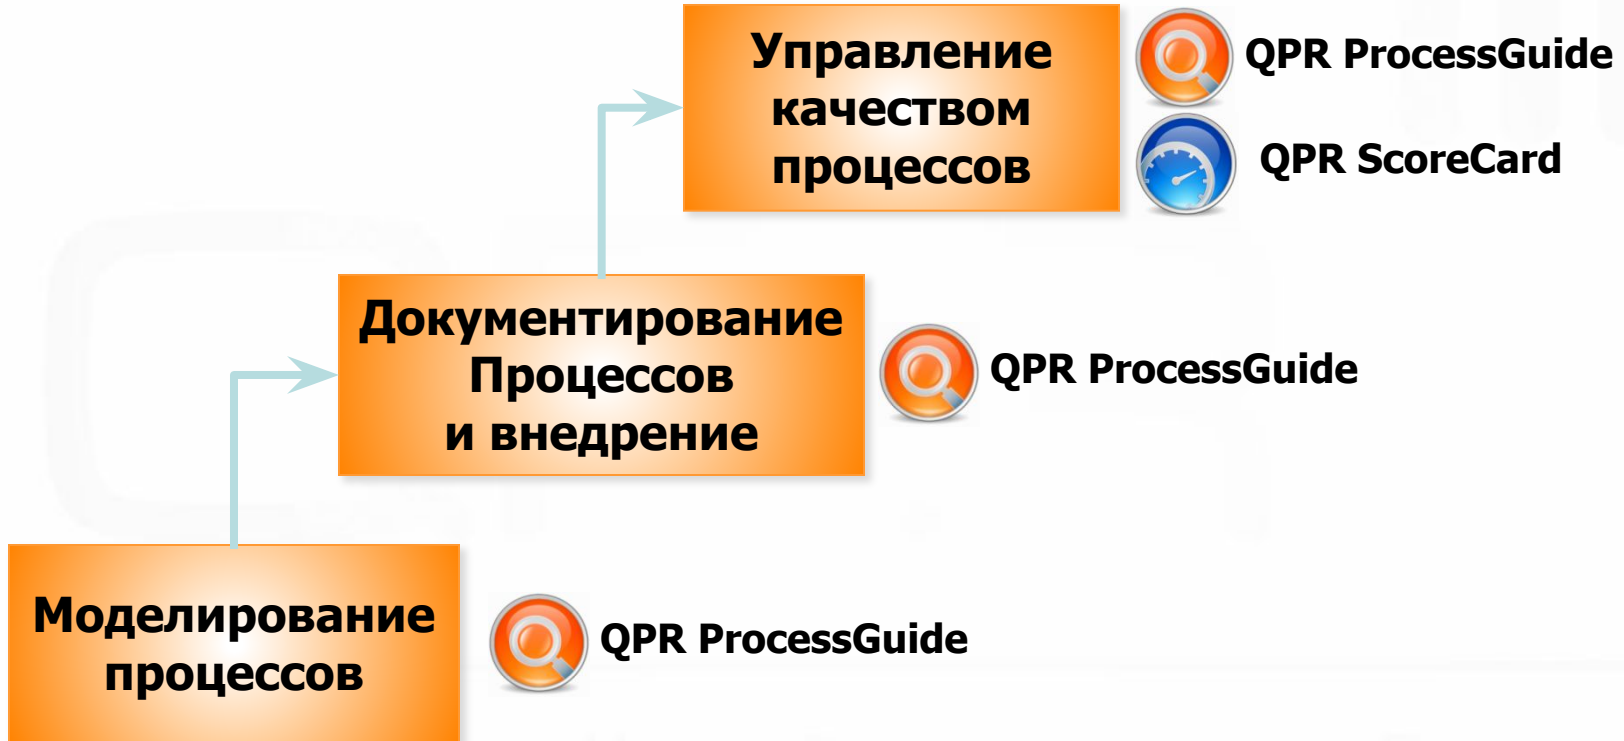 Управление
качеством
процессов
QPR ProcessGuide
QPR ScoreCard
Документирование
Процессов
и внедрение
QPR ProcessGuide
Моделирование
процессов
QPR ProcessGuide